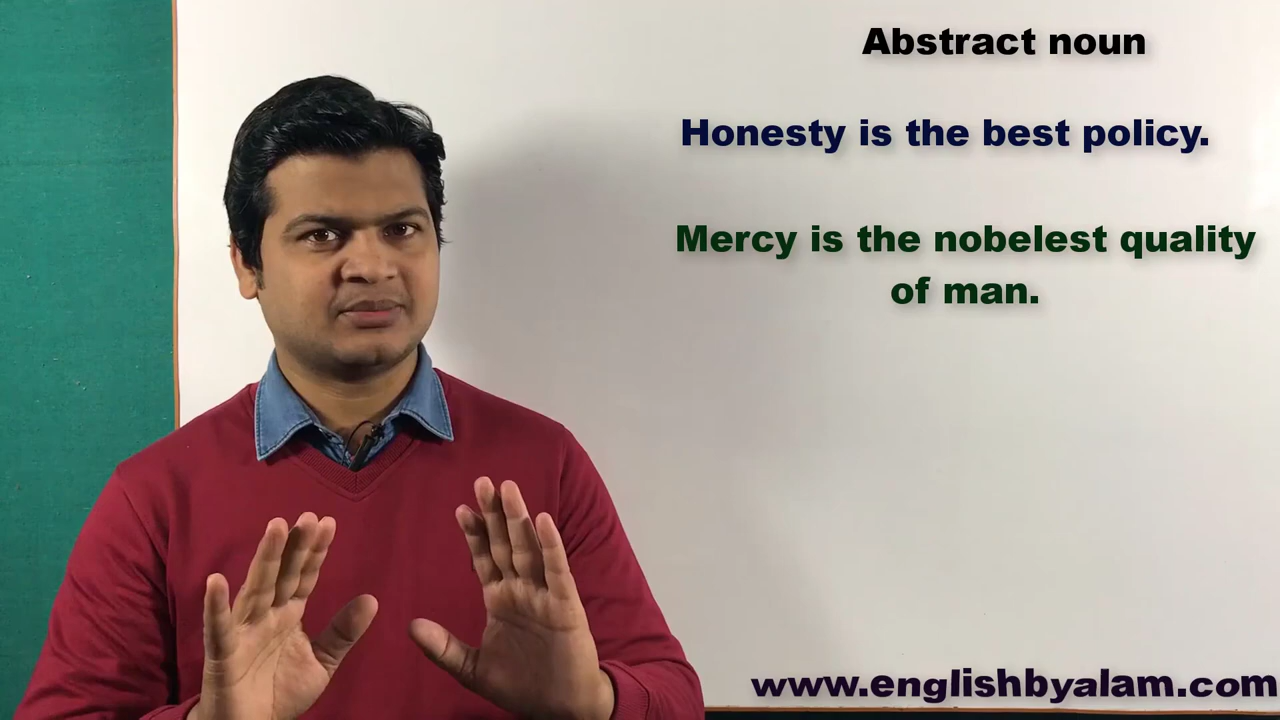 Abstract noun
Honesty is the best policy.
Mercy is the nobelest quality
of man.
www.englishbyalam.com